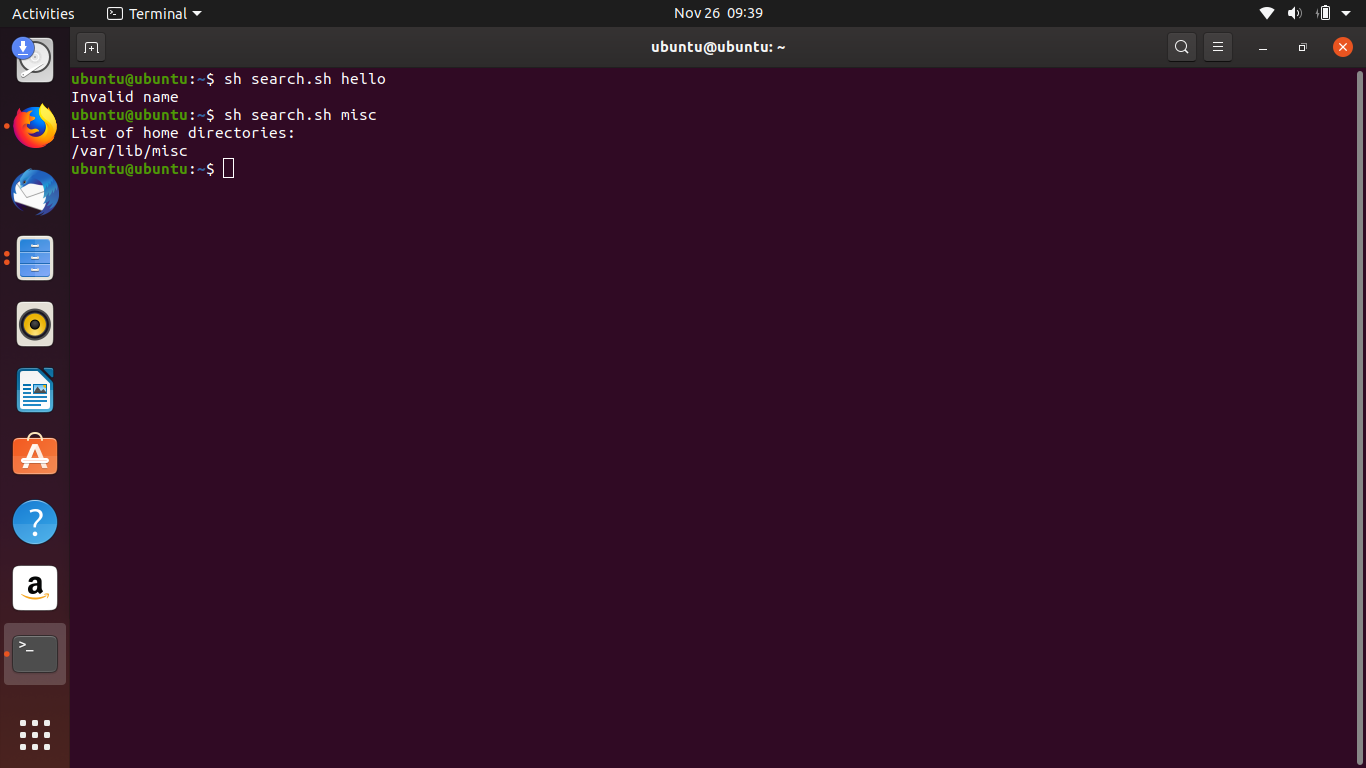 Activities
Terminal
Nov 26 09:39
ubuntu@ubuntu: ~
ubuntu@ubuntu:~$ sh search.sh hello
Invalid name
ubuntu@ubuntu:~$ sh search.sh misc
List of home directories:
/var/lib/misc
ubuntu@ubuntu:~$
?
a
>_